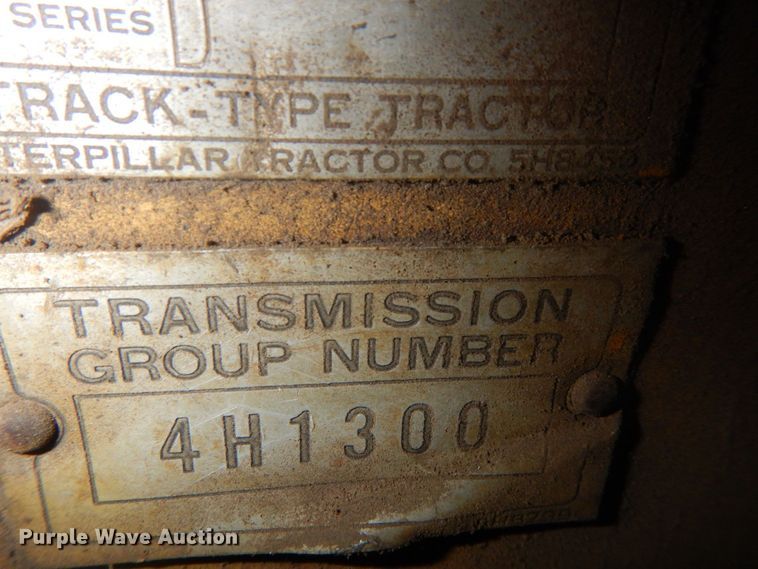 SERIES D
TRACK-TYPE TRACTOR
TERPILLAR TRACTOR CO.
TRANSMISSION
GROUP NUMBER
4H1300
Purple Wave Auction